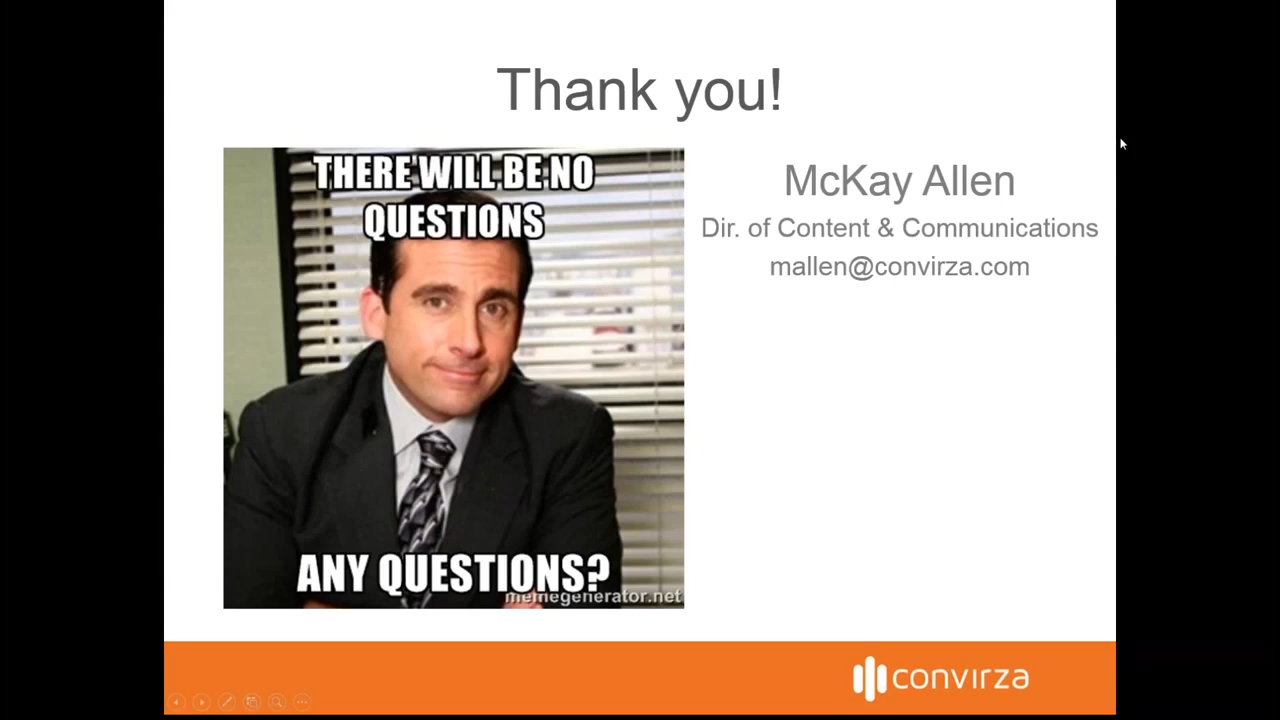 Thank you!
THERE WILL BE NO
QUESTIONS
ANY QUESTIONS?
memegenerator.net
McKay Allen
Dir. of Content & Communications
mallen@convirza.com
convirza